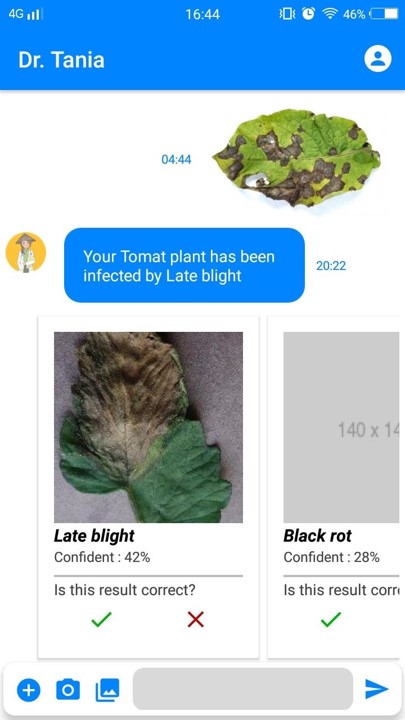 4G 16:44 46%
Dr. Tania
04:44
Your Tomat plant has been
infected by Late blight
20:22
140 x 14
Late blight
Black rot
Confident : 42%
Confident : 28%
Is this result correct?
Is this result corre